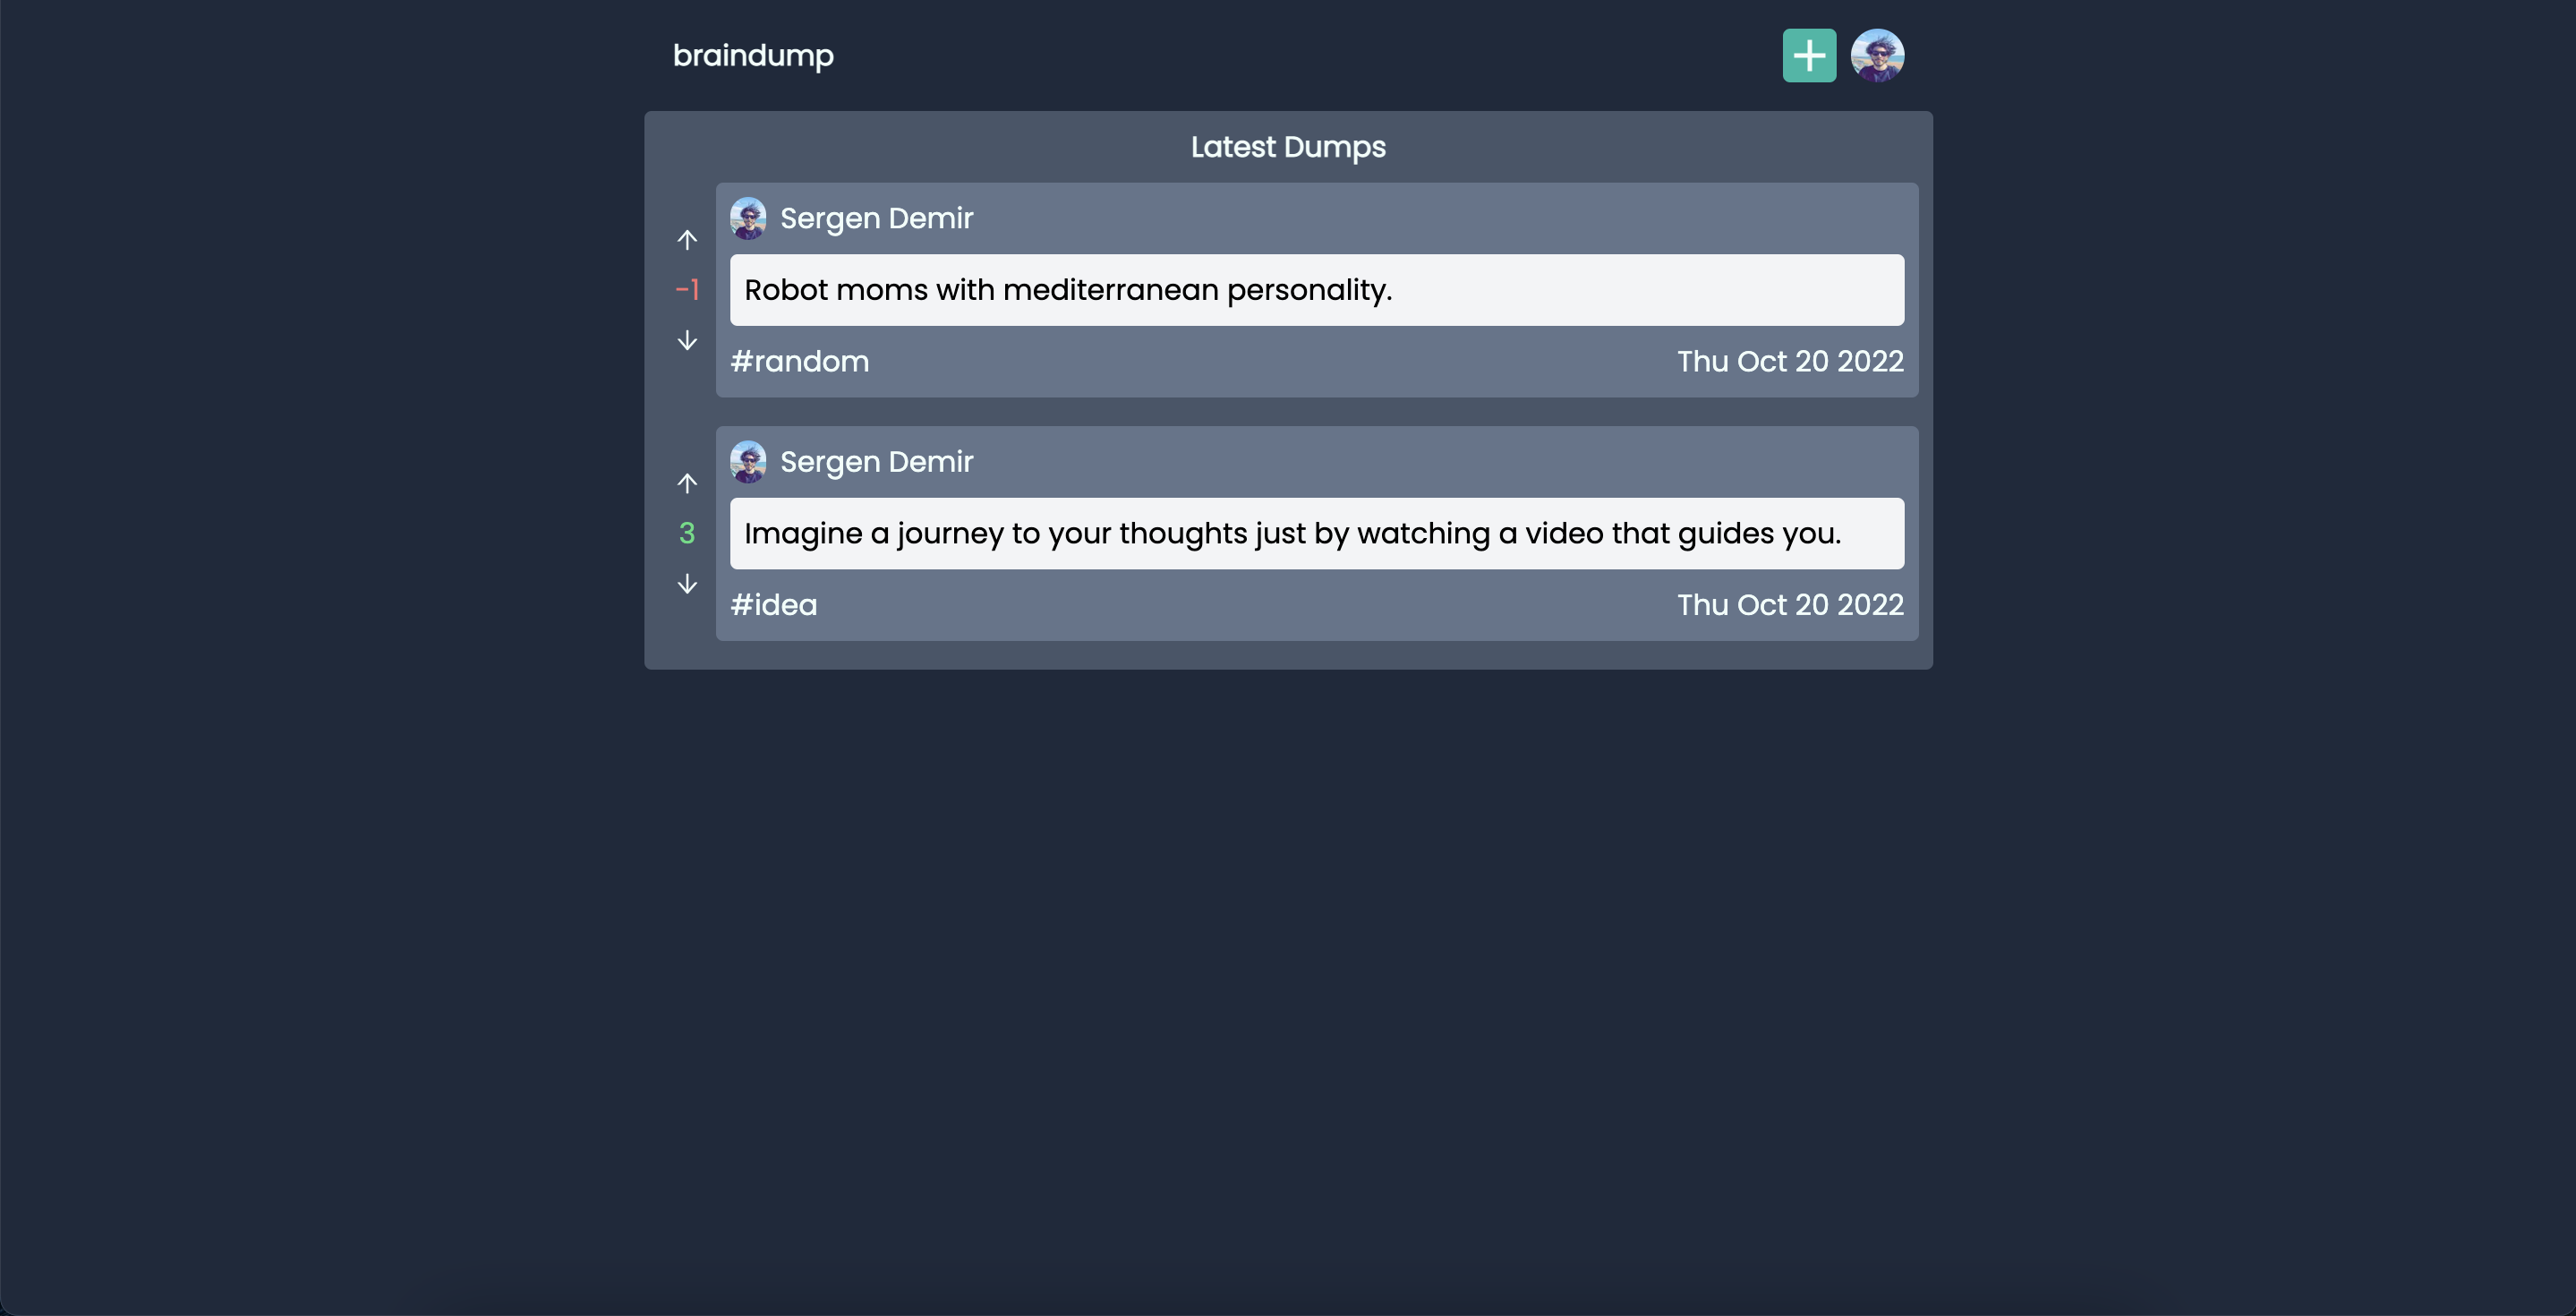 braindump
Latest Dumps
Sergen Demir
-1
Robot moms with mediterranean personality.
#random Thu Oct 20 2022
Sergen Demir
3
Imagine a journey to your thoughts just by watching a video that guides you.
#idea Thu Oct 20 2022